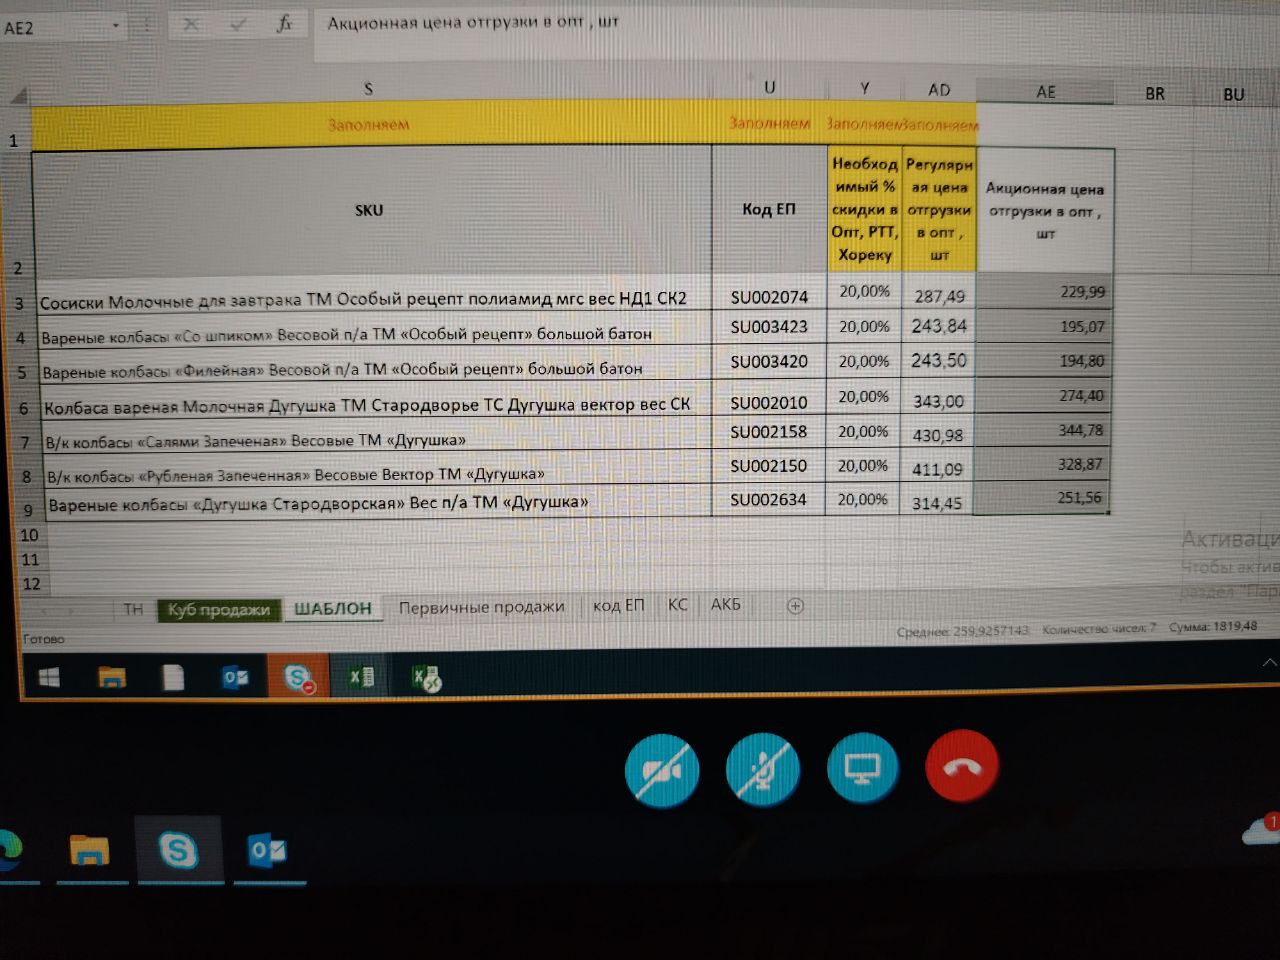 AE2 fx Акционная цена отгрузки в опт , шт
S U Y AD AE BR BU
1 Заполняем Заполняем Заполняем Заполняем
2 SKU Код ЕП Необходимый % скидки в Опт, РТТ, Хореку Регулярная цена отгрузки в опт , шт Акционная цена отгрузки в опт , шт
3 Сосиски Молочные для завтрака ТМ Особый рецепт полиамид мгс вес НД1 СК2 SU002074 20,00% 287,49 229,99
4 Вареные колбасы «Со шпиком» Весовой п/а ТМ «Особый рецепт» большой батон SU003423 20,00% 243,84 195,07
5 Вареные колбасы «Филейная» Весовой п/а ТМ «Особый рецепт» большой батон SU003420 20,00% 243,50 194,80
6 Колбаса вареная Молочная Дугушка ТМ Стародворье ТС Дугушка вектор вес СК SU002010 20,00% 343,00 274,40
7 В/к колбасы «Салями Запеченая» Весовые ТМ «Дугушка» SU002158 20,00% 430,98 344,78
8 В/к колбасы «Рубленая Запеченная» Весовые Вектор ТМ «Дугушка» SU002150 20,00% 411,09 328,87
9 Вареные колбасы «Дугушка Стародворская» Вес п/а ТМ «Дугушка» SU002634 20,00% 314,45 251,56
10
11
12
Активаци
Чтобы актив
раздел "Пар
ТН Куб продажи ШАБЛОН Первичные продажи код ЕП КС АКБ
Готово Среднее: 259,9257143 Количество чисел: 7 Сумма: 1819,48
1